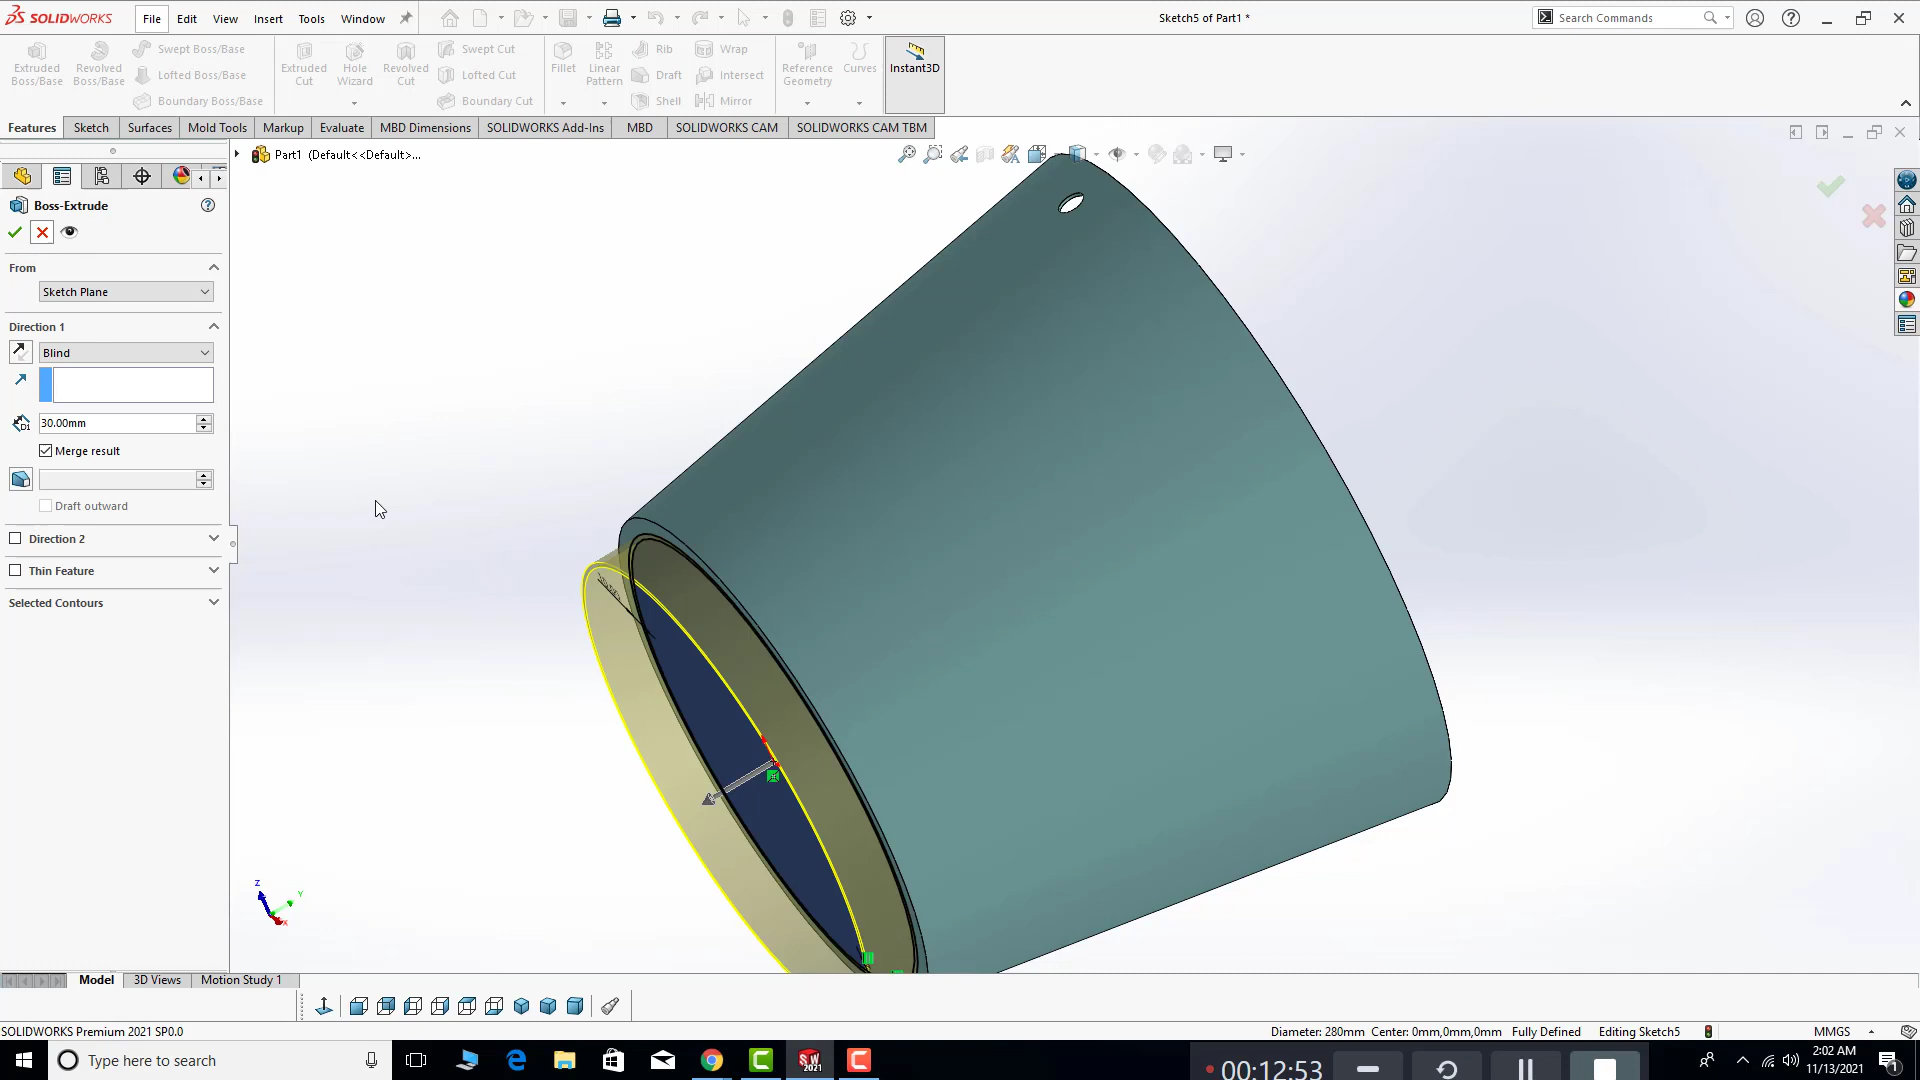 SOLIDWORKS File Edit View Insert Tools Window Sketch5 of Part1 * Search Commands
Extruded Boss/Base
Revolved Boss/Base
Swept Boss/Base
Lofted Boss/Base
Boundary Boss/Base
Extruded Cut
Hole Wizard
Revolved Cut
Swept Cut
Lofted Cut
Boundary Cut
Fillet
Linear Pattern
Rib
Draft
Shell
Wrap
Intersect
Mirror
Reference Geometry
Curves
Instant3D
Features Sketch Surfaces Mold Tools Markup Evaluate MBD Dimensions SOLIDWORKS Add-Ins MBD SOLIDWORKS CAM SOLIDWORKS CAM TBM
Part1 (Default<<Default>...
Boss-Extrude
From
Sketch Plane
Direction 1
Blind
D1
30.00mm
Merge result
Draft outward
Direction 2
Thin Feature
Selected Contours
Z
Y
X
Model 3D Views Motion Study 1
SOLIDWORKS Premium 2021 SP0.0 Diameter: 280mm Center: 0mm,0mm,0mm Fully Defined Editing Sketch5 MMGS
Type here to search
SW 2021
00:12:53
2:02 AM
11/13/2021
1